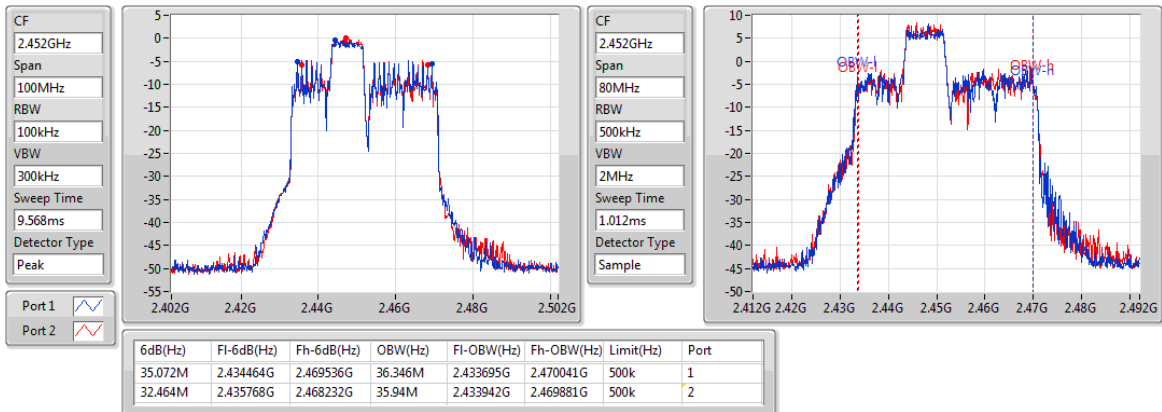 CF
2.452GHz
Span
100MHz
RBW
100kHz
VBW
300kHz
Sweep Time
9.568ms
Detector Type
Peak
Port 1
Port 2
5
0
-5
-10
-15
-20
-25
-30
-35
-40
-45
-50
-55
2.402G 2.42G 2.44G 2.46G 2.48G 2.502G
CF
2.452GHz
Span
80MHz
RBW
500kHz
VBW
2MHz
Sweep Time
1.012ms
Detector Type
Sample
10
5
0
-5
-10
-15
-20
-25
-30
-35
-40
-45
-50
OBW-l OBW-h
OBW-l OBW-h
2.412G 2.42G 2.43G 2.44G 2.45G 2.46G 2.47G 2.48G 2.492G
6dB(Hz) Fl-6dB(Hz) Fh-6dB(Hz) OBW(Hz) Fl-OBW(Hz) Fh-OBW(Hz) Limit(Hz) Port
35.072M 2.434464G 2.469536G 36.346M 2.433695G 2.470041G 500k 1
32.464M 2.435768G 2.468232G 35.94M 2.433942G 2.469881G 500k 2